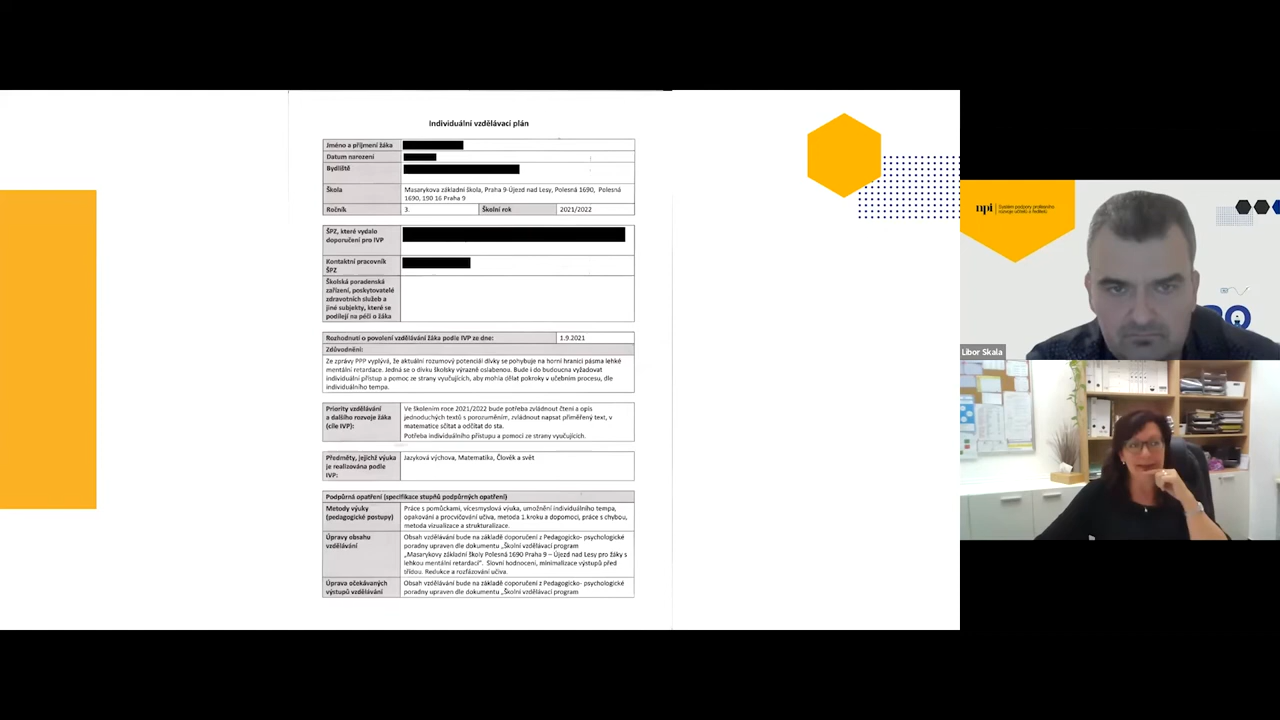 Individuální vzdělávací plán
Jméno a příjmení žáka
Datum narození
Bydliště
Škola
Masarykova základní škola, Praha 9-Újezd nad Lesy, Polesná 1690, Polesná
1690, 190 16 Praha 9
Ročník
3.
Školní rok
2021/2022
ŠPZ, které vydalo
doporučení pro IVP
Kontaktní pracovník
ŠPZ
Školská poradenská
zařízení, poskytovatelé
zdravotních služeb a
jiné subjekty, které se
podílejí na péči o žáka
Rozhodnutí o povolení vzdělávání žáka podle IVP ze dne:
1.9.2021
Zdůvodnění:
Ze zprávy PPP vyplývá, že aktuální rozumový potenciál dívky se pohybuje na horní hranici pásma lehké
mentální retardace. Jedná se o dívku školsky výrazně oslabenou. Bude i do budoucna vyžadovat
individuální přístup a pomoc ze strany vyučujících, aby mohla dělat pokroky v učebním procesu, dle
individuálního tempa.
Priority vzdělávání
a dalšího rozvoje žáka
(cíle IVP):
Ve školením roce 2021/2022 bude potřeba zvládnout čtení a opis
jednoduchých textů s porozuměním, zvládnout napsat přiměřený text, v
matematice sčítat a odčítat do sta.
Potřeba individuálního přístupu a pomoci ze strany vyučujících.
Předměty, jejichž výuka
je realizována podle
IVP:
Jazyková výchova, Matematika, Člověk a svět
Podpůrná opatření (specifikace stupňů podpůrných opatření)
Metody výuky
(pedagogické postupy)
Práce s pomůckami, vícesmyslová výuka, umožnění individuálního tempa,
opakování a procvičování učiva, metoda 1.kroku a dopomoci, práce s chybou,
metoda vizualizace a strukturalizace.
Úpravy obsahu
vzdělávání
Obsah vzdělávání bude na základě doporučení z Pedagogicko- psychologické
poradny upraven dle dokumentu „Školní vzdělávací program
„Masarykovy základní školy Polesná 1690 Praha 9 – Újezd nad Lesy pro žáky s
lehkou mentální retardací". Slovní hodnocení, minimalizace výstupů před
třídou. Redukce a rozfázování učiva.
Úprava očekávaných
výstupů vzdělávání
Obsah vzdělávání bude na základě doporučení z Pedagogicko- psychologické
poradny upraven dle dokumentu „Školní vzdělávací program
npi
Systém podpory profesního
rozvoje učitelů a ředitelů
Libor Skala